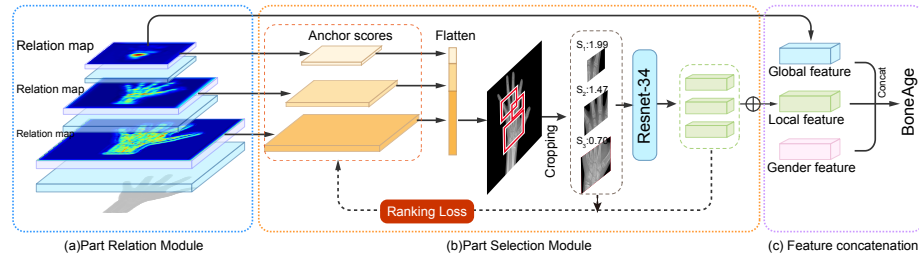 Relation map
Relation map
Relation map
Anchor scores
Flatten
Cropping
S1:1.99
S2:1.47
S3:0.70
Resnet-34
Ranking Loss
Global feature
Local feature
Gender feature
Concat
BoneAge
(a)Part Relation Module
(b)Part Selection Module
(c) Feature concatenation